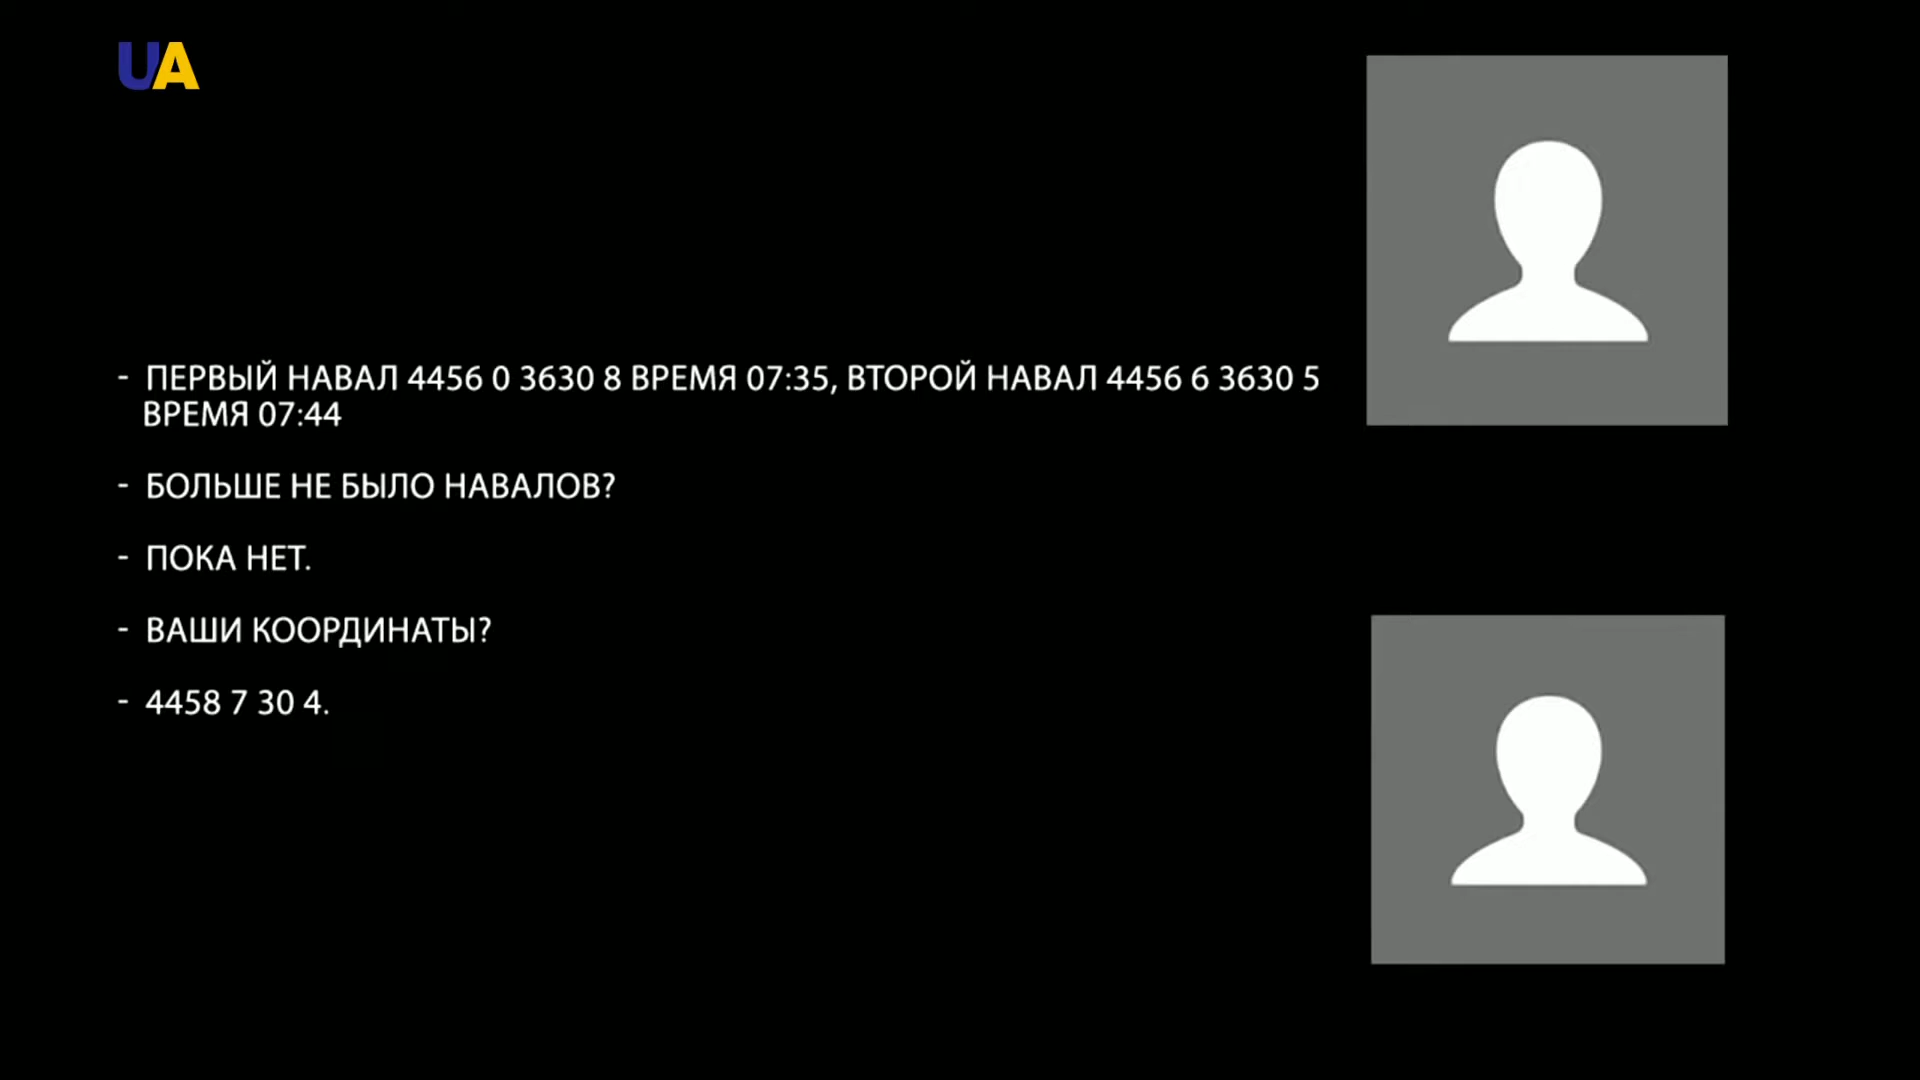 UA
- ПЕРВЫЙ НАВАЛ 4456 0 3630 8 ВРЕМЯ 07:35, ВТОРОЙ НАВАЛ 4456 6 3630 5
ВРЕМЯ 07:44
- БОЛЬШЕ НЕ БЫЛО НАВАЛОВ?
- ПОКА НЕТ.
- ВАШИ КООРДИНАТЫ?
- 4458 7 30 4.